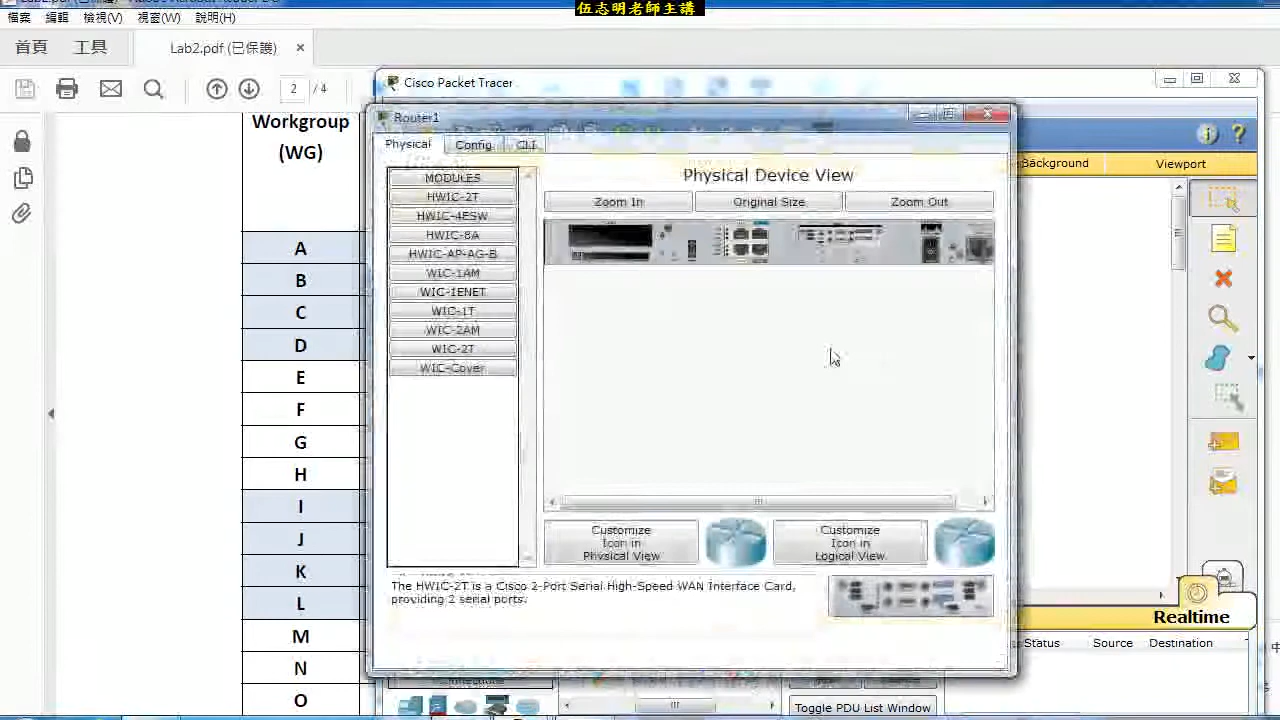 伍志明老師主講
檔案 編輯 檢視(V) 視窗(W) 說明(H)
首頁 工具 Lab2.pdf (已保護) ×
2 / 4
Cisco Packet Tracer
Workgroup
(WG)
A
B
C
D
E
F
G
H
I
J
K
L
M
N
O
Router1
Physical Config CLI
MODULES
HWIC-2T
HWIC-4ESW
HWIC-8A
HWIC-AP-AG-B
WIC-1AM
WIC-1ENET
WIC-1T
WIC-2AM
WIC-2T
WIC-Cover
Physical Device View
Zoom In Original Size Zoom Out
Customize
Icon in
Physical View
Customize
Icon in
Logical View
The HWIC-2T is a Cisco 2-Port Serial High-Speed WAN Interface Card,
providing 2 serial ports.
Background Viewport
Realtime
Status Source Destination
Toggle PDU List Window